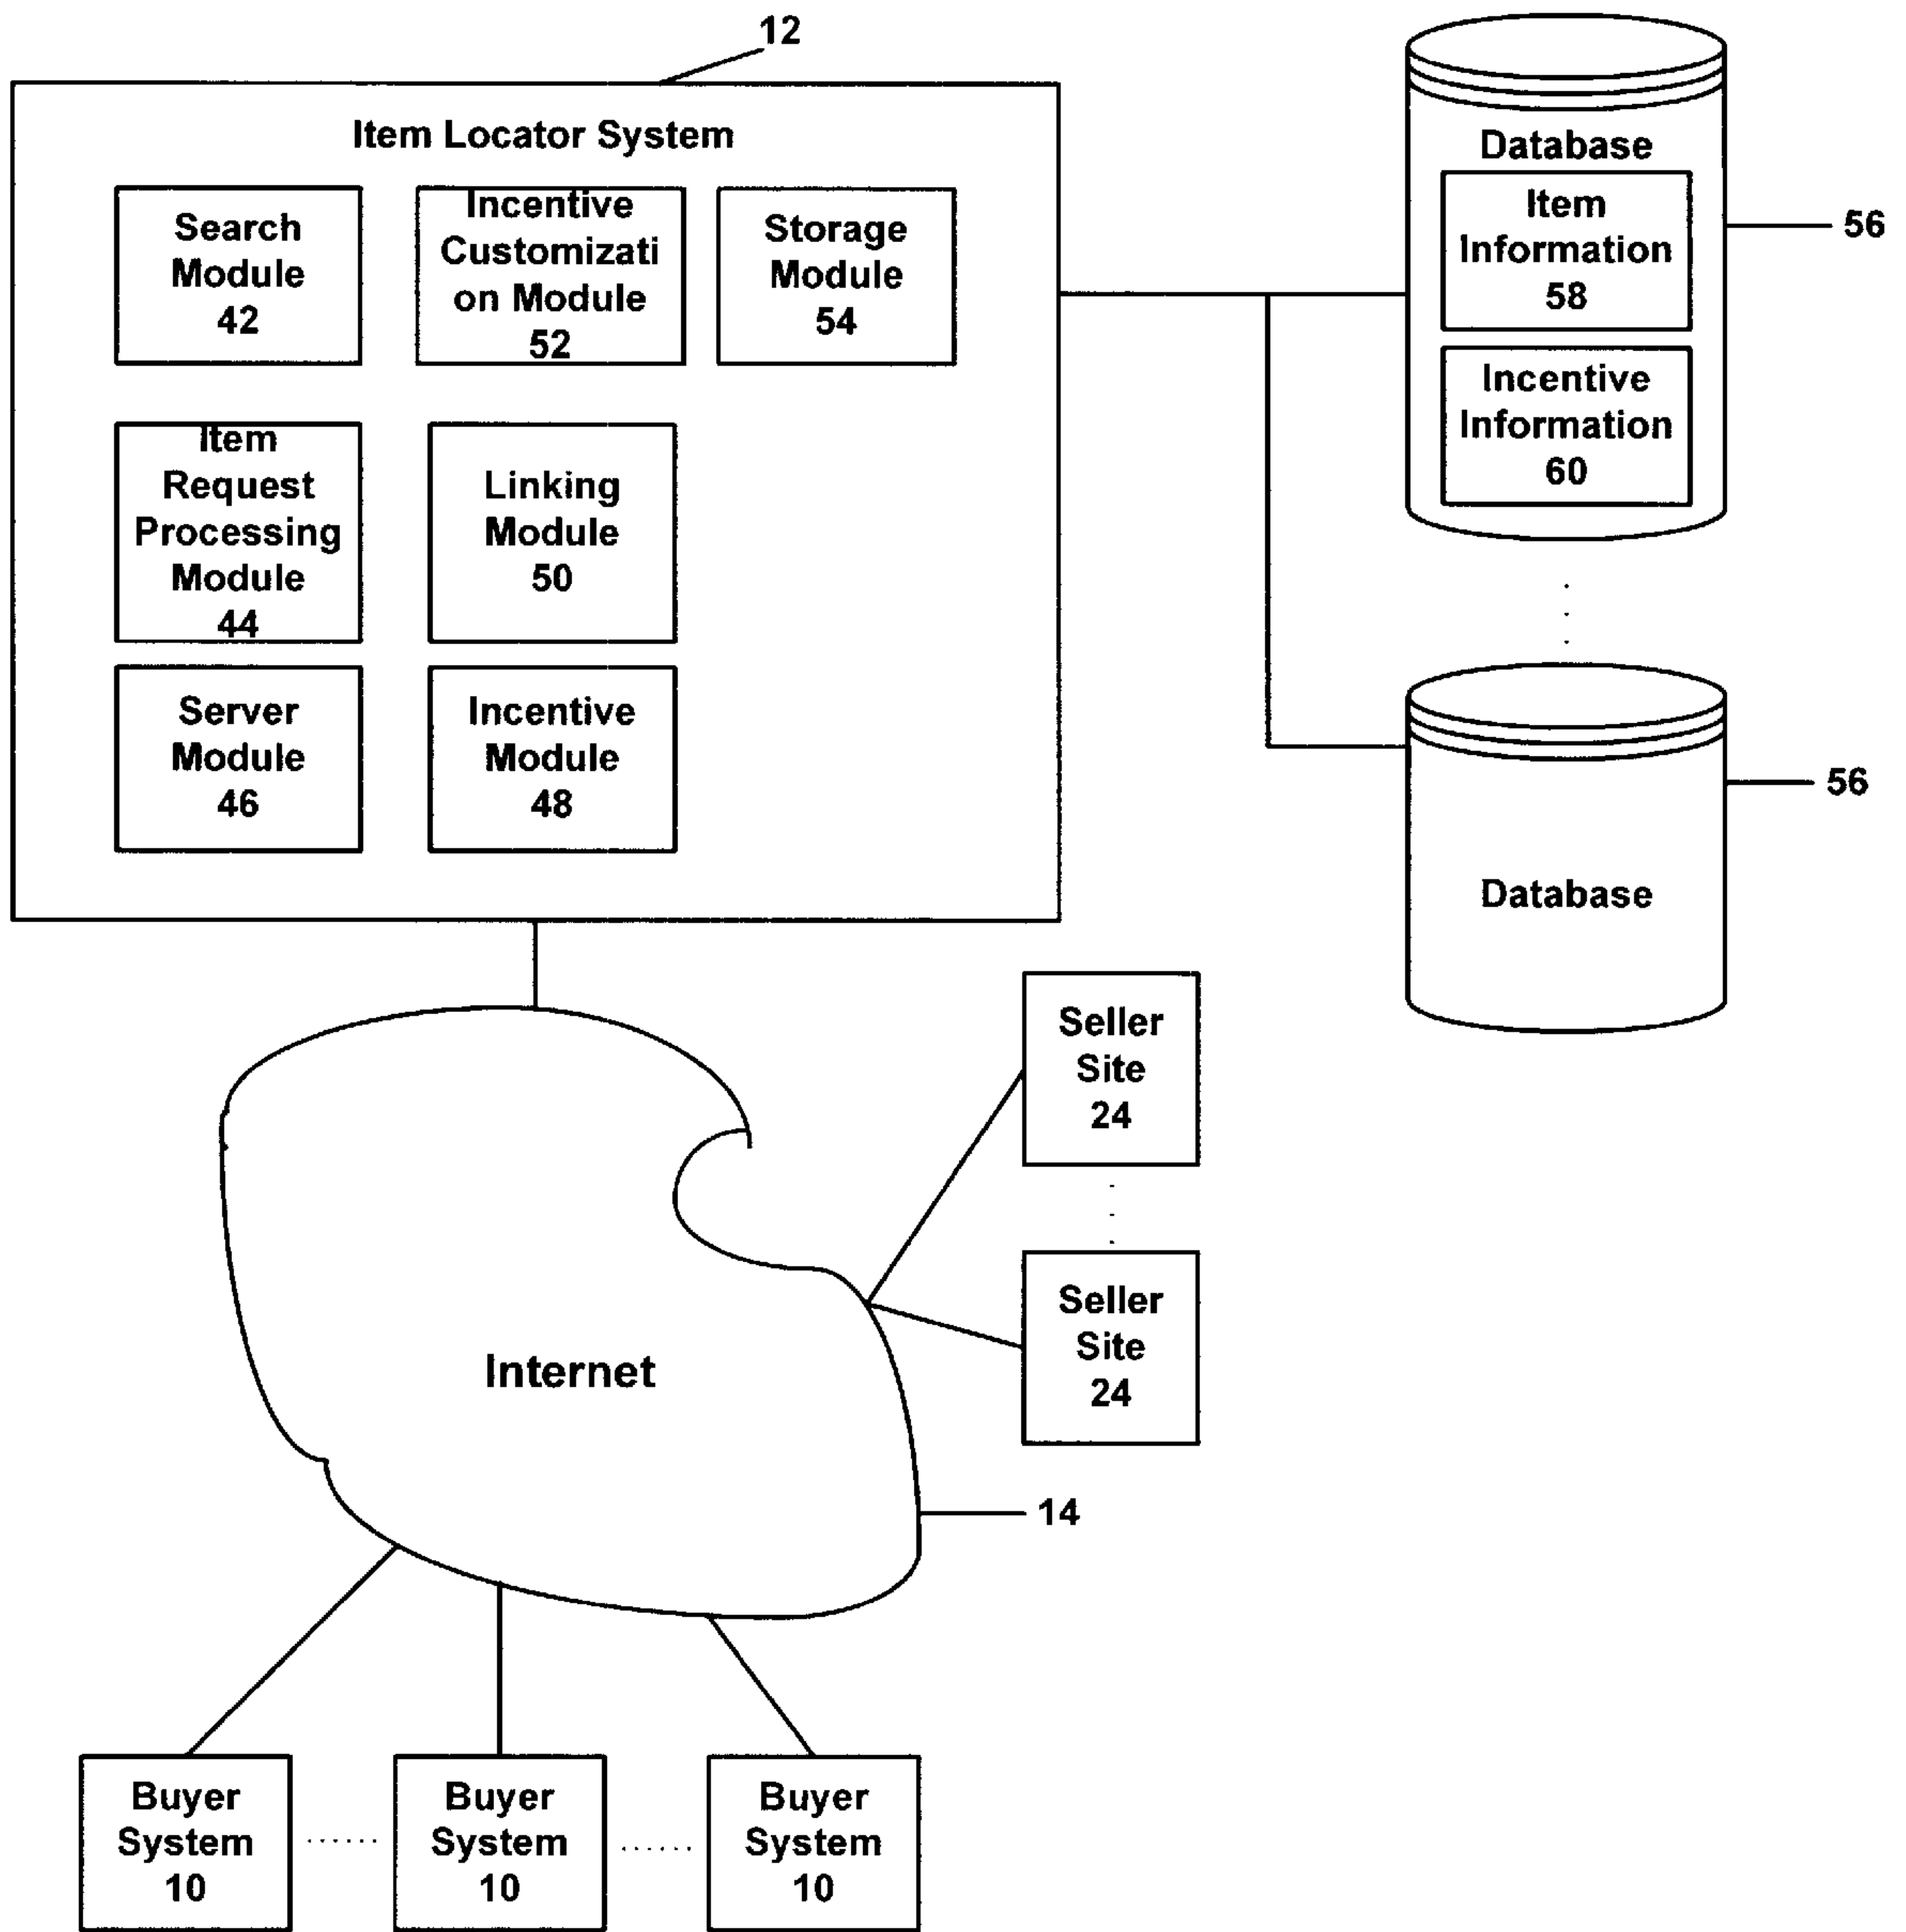 12
Item Locator System
Search
Module
42
Incentive
Customizati
on Module
52
Storage
Module
54
Item
Request
Processing
Module
44
Linking
Module
50
Server
Module
46
Incentive
Module
48
Database
Item
Information
58
Incentive
Information
60
56
Database
56
Seller
Site
24
Seller
Site
24
Internet
14
Buyer
System
10
Buyer
System
10
Buyer
System
10